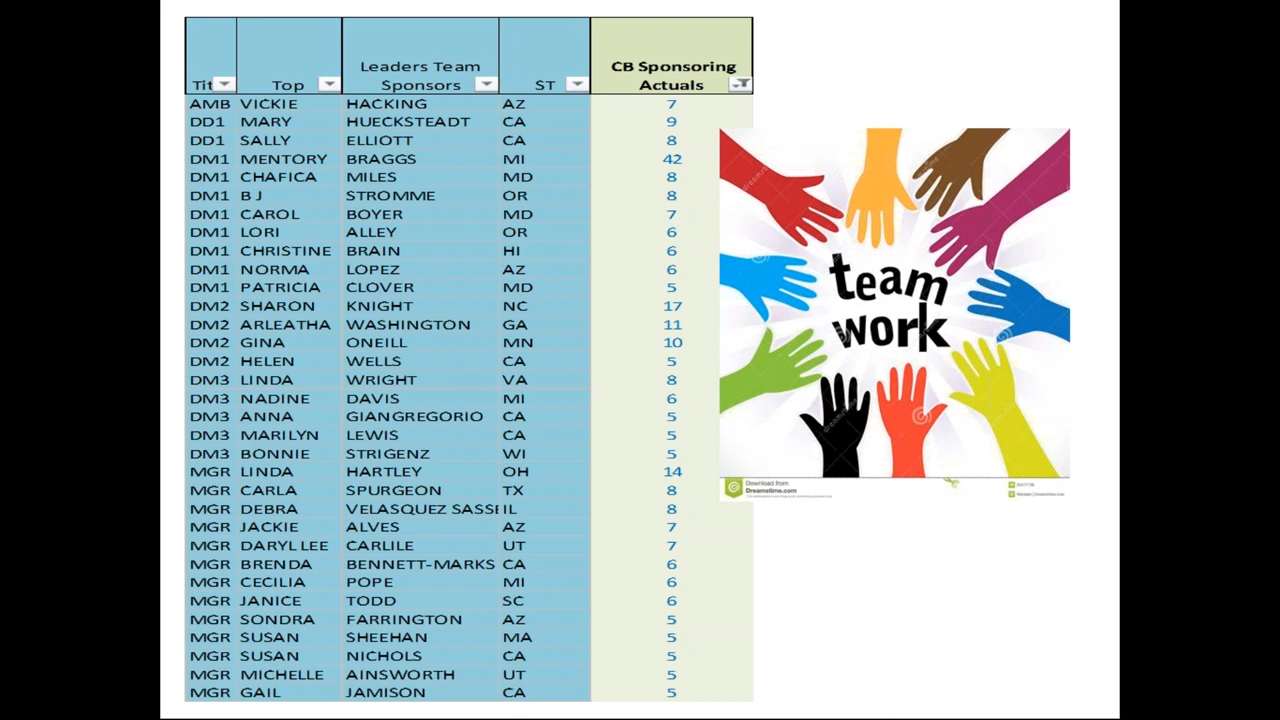 Leaders Team
CB Sponsoring
Tit Top Sponsors ST Actuals
AMB VICKIE HACKING AZ 7
DD1 MARY HUECKSTEADT CA 9
DD1 SALLY ELLIOTT CA 8
DM1 MENTORY BRAGGS MI 42
DM1 CHAFICA MILES MD 8
DM1 B J STROMME OR 8
DM1 CAROL BOYER MD 7
DM1 LORI ALLEY OR 6
DM1 CHRISTINE BRAIN HI 6
DM1 NORMA LOPEZ AZ 6
DM1 PATRICIA CLOVER MD 5
DM2 SHARON KNIGHT NC 17
DM2 ARLEATHA WASHINGTON GA 11
DM2 GINA ONEILL MN 10
DM2 HELEN WELLS CA 5
DM3 LINDA WRIGHT VA 8
DM3 NADINE DAVIS MI 6
DM3 ANNA GIANGREGORIO CA 5
DM3 MARILYN LEWIS CA 5
DM3 BONNIE STRIGENZ WI 5
MGR LINDA HARTLEY OH 14
MGR CARLA SPURGEON TX 8
MGR DEBRA VELASQUEZ SASSE IL 8
MGR JACKIE ALVES AZ 7
MGR DARYL LEE CARLILE UT 7
MGR BRENDA BENNETT-MARKS CA 6
MGR CECILIA POPE MI 6
MGR JANICE TODD SC 6
MGR SONDRA FARRINGTON AZ 5
MGR SUSAN SHEEHAN MA 5
MGR SUSAN NICHOLS CA 5
MGR MICHELLE AINSWORTH UT 5
MGR GAIL JAMISON CA 5
team
work
Download from
Dreamstime.com